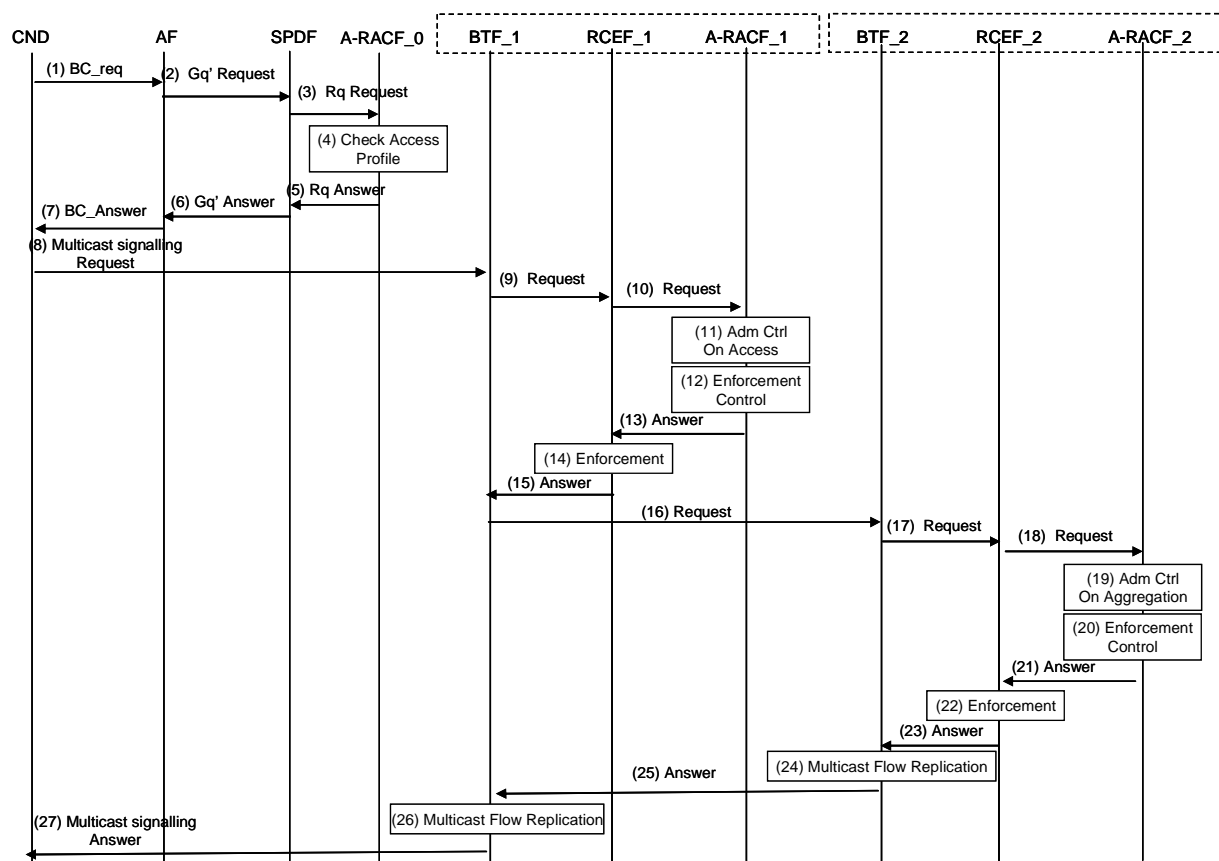 CND AF SPDF A-RACF_0 BTF_1 RCEF_1 A-RACF_1 BTF_2 RCEF_2 A-RACF_2
(1) BC_req
(2) Gq' Request
(3) Rq Request
(4) Check Access
Profile
(5) Rq Answer
(6) Gq' Answer
(7) BC_Answer
(8) Multicast signalling
Request
(9) Request
(10) Request
(11) Adm Ctrl
On Access
(12) Enforcement
Control
(13) Answer
(14) Enforcement
(15) Answer
(16) Request
(17) Request
(18) Request
(19) Adm Ctrl
On Aggregation
(20) Enforcement
Control
(21) Answer
(22) Enforcement
(23) Answer
(24) Multicast Flow Replication
(25) Answer
(26) Multicast Flow Replication
(27) Multicast signalling
Answer